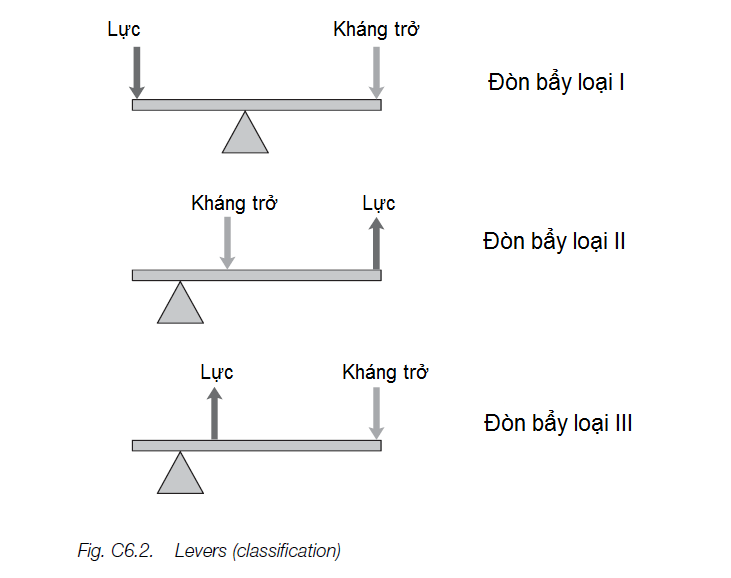 Lực Kháng trở
Đòn bẩy loại I
Kháng trở Lực
Đòn bẩy loại II
Lực Kháng trở
Đòn bẩy loại III
Fig. C6.2. Levers (classification)